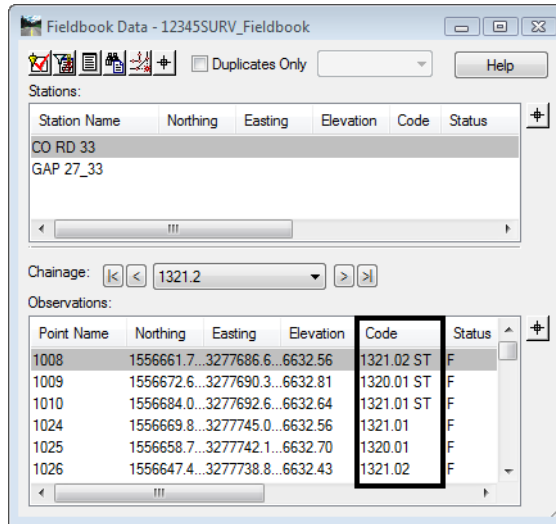 Fieldbook Data - 12345SURV_Fieldbook
Duplicates Only Help
Stations:
Station Name Northing Easting Elevation Code Status
CO RD 33
GAP 27_33
Chainage: |< < 1321.2 > >|
Observations:
Point Name Northing Easting Elevation Code Status
1008 1556661.7... 3277686.6... 6632.56 1321.02 ST F
1009 1556672.6... 3277690.3... 6632.81 1320.01 ST F
1010 1556684.0... 3277692.6... 6632.64 1321.01 ST F
1024 1556669.8... 3277745.0... 6632.56 1321.01 F
1025 1556658.7... 3277742.1... 6632.70 1320.01 F
1026 1556647.4... 3277738.8... 6632.43 1321.02 F